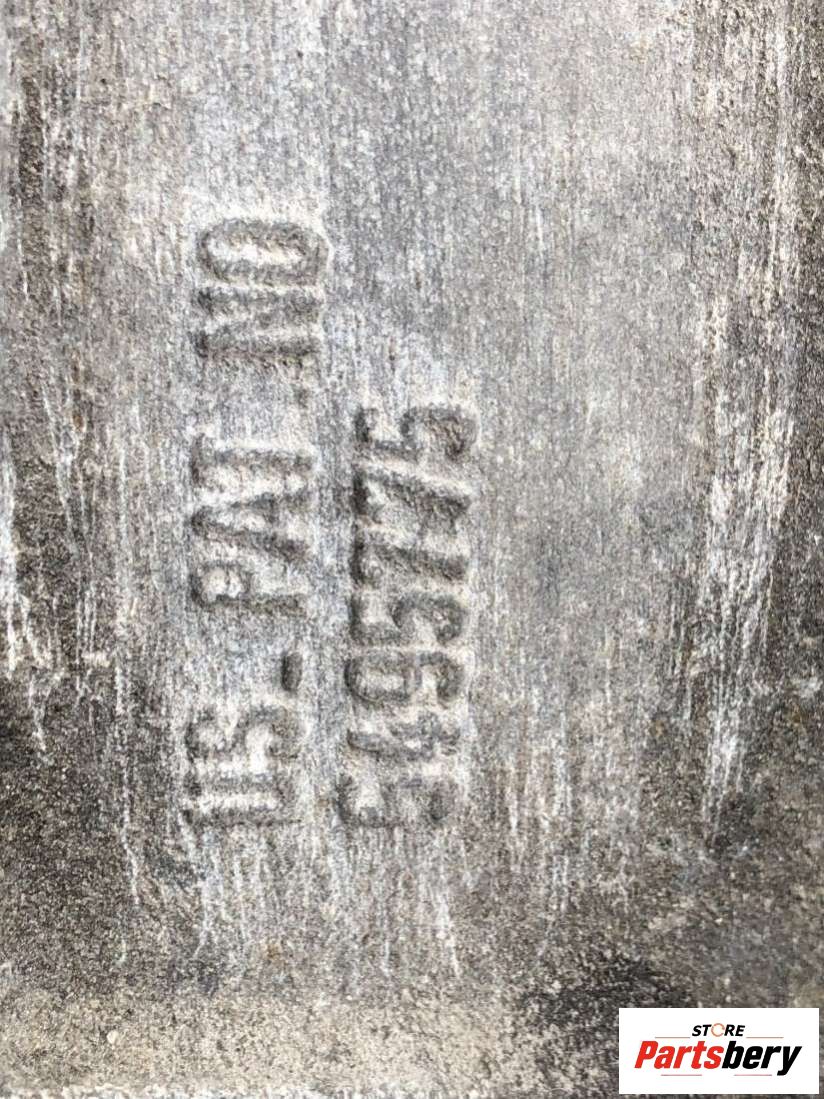 US. PAT. NO
5495775
STORE
Partsbery